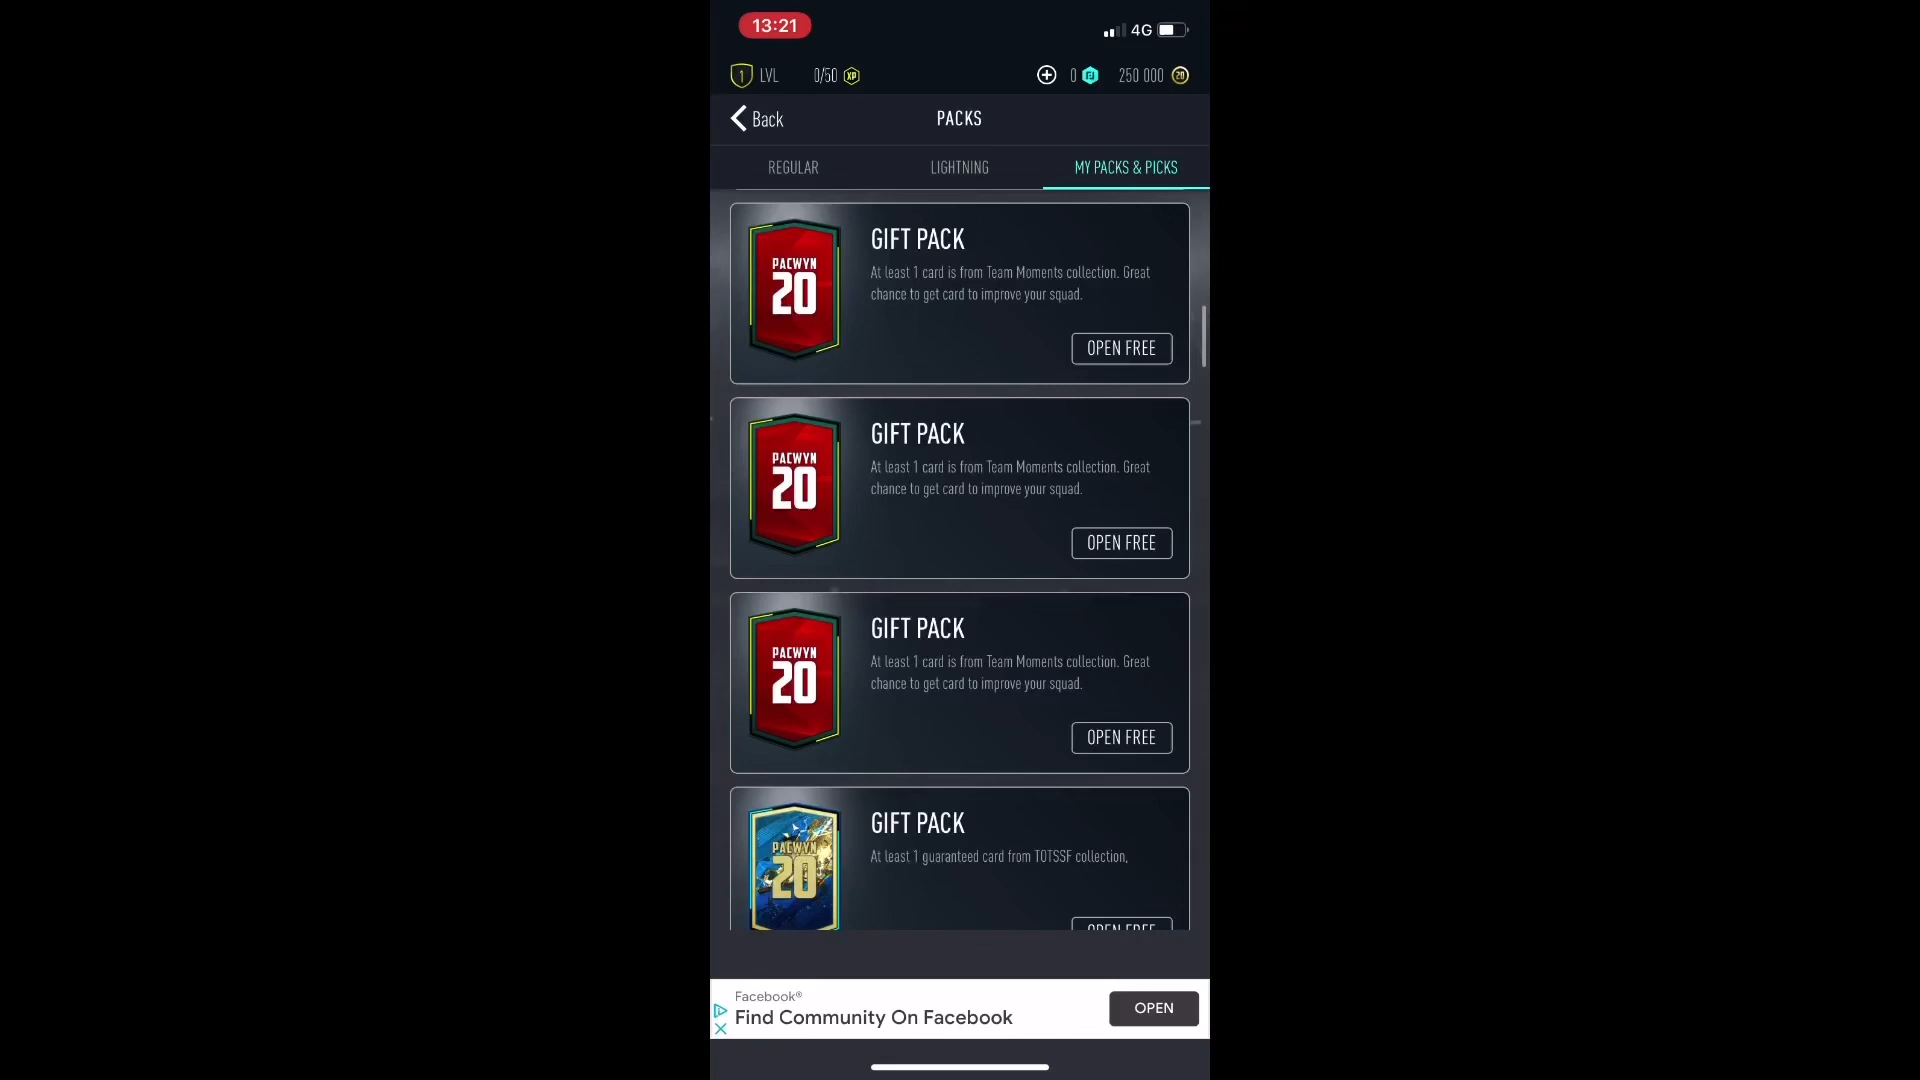 13:21
4G
1 LVL 0/50 XP 0 250 000 20
Back PACKS
REGULAR LIGHTNING MY PACKS & PICKS
PACWYN
20
GIFT PACK
At least 1 card is from Team Moments collection. Great
chance to get card to improve your squad.
OPEN FREE
PACWYN
20
GIFT PACK
At least 1 card is from Team Moments collection. Great
chance to get card to improve your squad.
OPEN FREE
PACWYN
20
GIFT PACK
At least 1 card is from Team Moments collection. Great
chance to get card to improve your squad.
OPEN FREE
PACWYN
20
GIFT PACK
At least 1 guaranteed card from TOTSSF collection,
OPEN FREE
Facebook®
Find Community On Facebook
OPEN